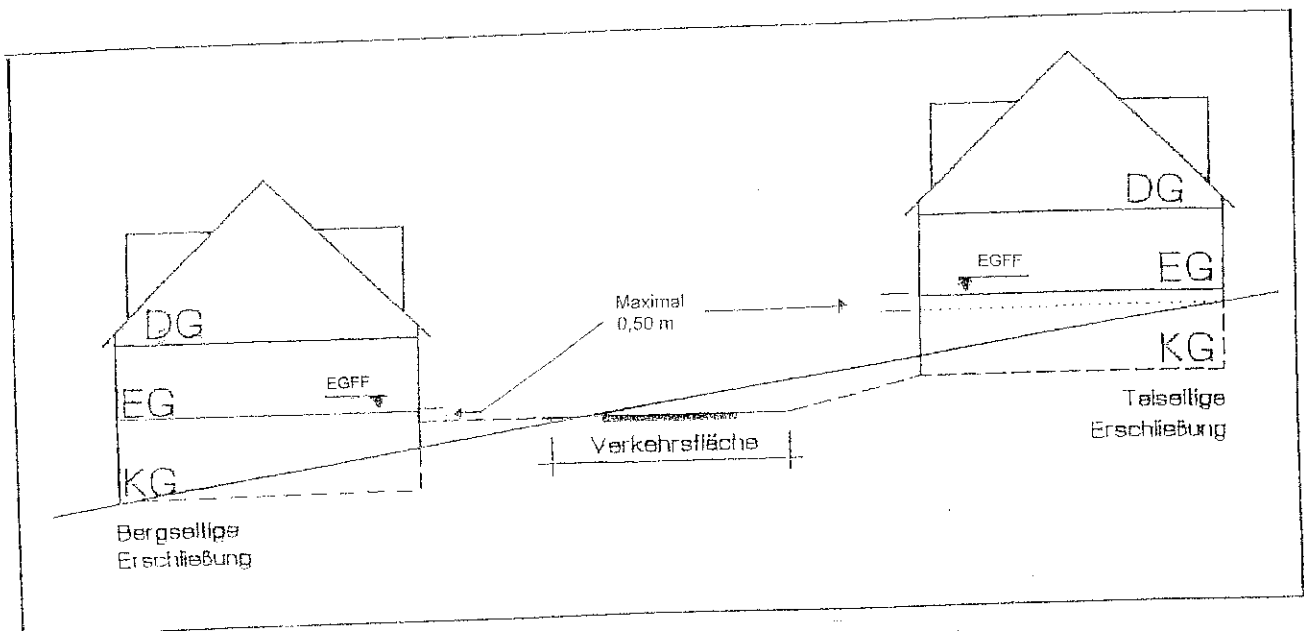 DG
EGFF
EG
KG
Talseitige
Erschließung
Maximal
0,50 m
DG
EGFF
EG
KG
Verkehrsfläche
Bergseitige
Erschließung